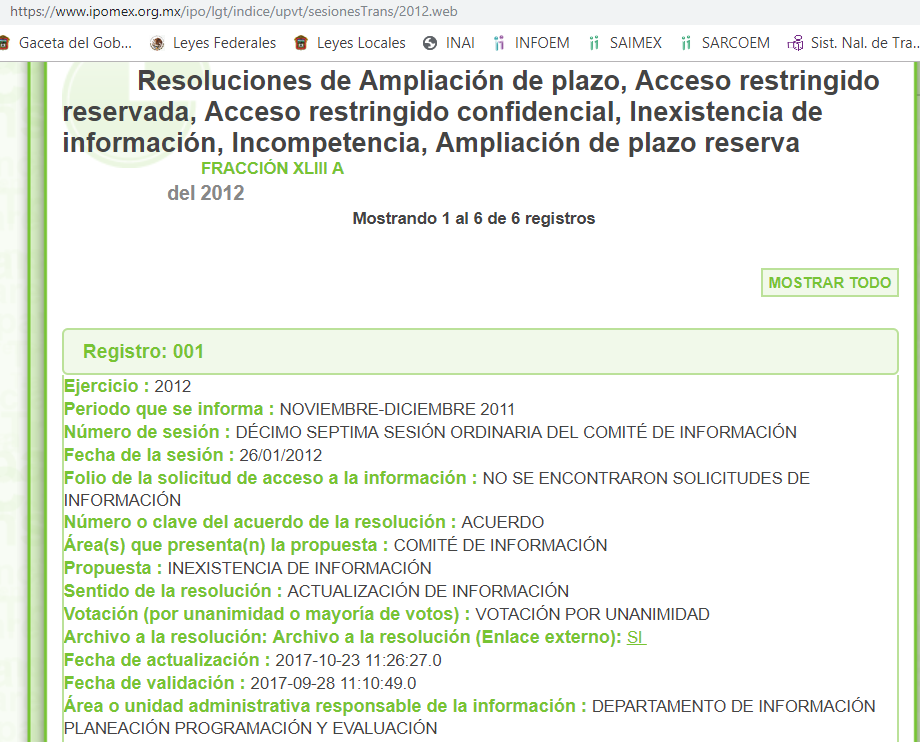 https://www.ipomex.org.mx/ipo/lgt/indice/upvt/sesionesTrans/2012.web
Gaceta del Gob... Leyes Federales Leyes Locales INAI INFOEM SAIMEX SARCOEM Sist. Nal. de Tra...
Resoluciones de Ampliación de plazo, Acceso restringido
reservada, Acceso restringido confidencial, Inexistencia de
información, Incompetencia, Ampliación de plazo reserva
FRACCIÓN XLIII A
del 2012
Mostrando 1 al 6 de 6 registros
MOSTRAR TODO
Registro: 001
Ejercicio : 2012
Periodo que se informa : NOVIEMBRE-DICIEMBRE 2011
Número de sesión : DÉCIMO SEPTIMA SESIÓN ORDINARIA DEL COMITÉ DE INFORMACIÓN
Fecha de la sesión : 26/01/2012
Folio de la solicitud de acceso a la información : NO SE ENCONTRARON SOLICITUDES DE
INFORMACIÓN
Número o clave del acuerdo de la resolución : ACUERDO
Área(s) que presenta(n) la propuesta : COMITÉ DE INFORMACIÓN
Propuesta : INEXISTENCIA DE INFORMACIÓN
Sentido de la resolución : ACTUALIZACIÓN DE INFORMACIÓN
Votación (por unanimidad o mayoría de votos) : VOTACIÓN POR UNANIMIDAD
Archivo a la resolución: Archivo a la resolución (Enlace externo): SI
Fecha de actualización : 2017-10-23 11:26:27.0
Fecha de validación : 2017-09-28 11:10:49.0
Área o unidad administrativa responsable de la información : DEPARTAMENTO DE INFORMACIÓN
PLANEACIÓN PROGRAMACIÓN Y EVALUACIÓN